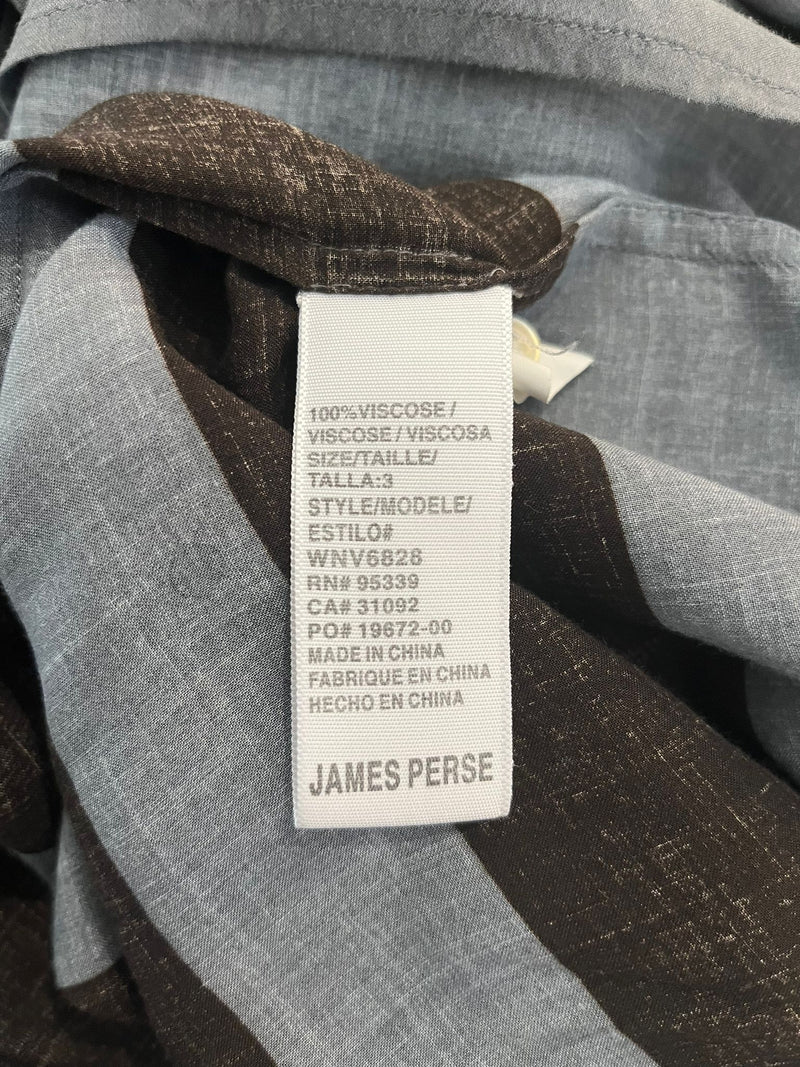 100%VISCOSE/
VISCOSE/VISCOSA
SIZE/TAILLE/
TALLA:3
STYLE/MODELE/
ESTILO#
WNV6828
RN# 95339
CA# 31092
PO# 19672-00
MADE IN CHINA
FABRIQUE EN CHINA
HECHO EN CHINA
JAMES PERSE